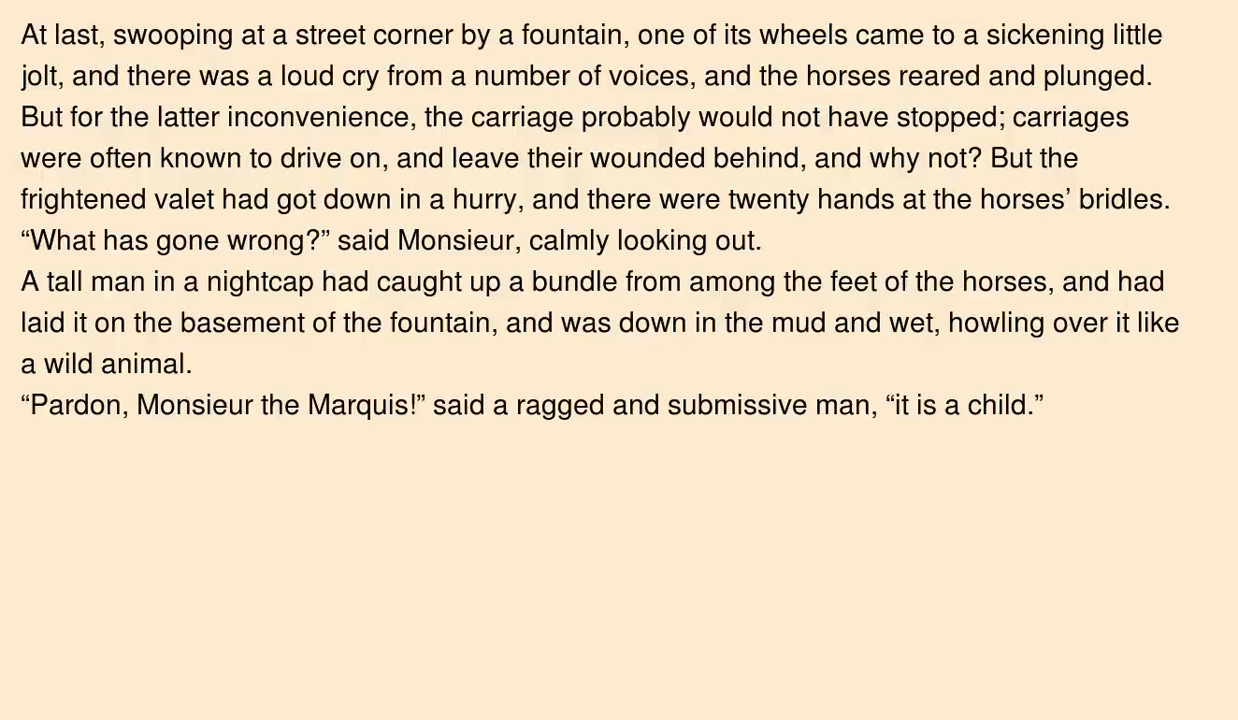 At last, swooping at a street corner by a fountain, one of its wheels came to a sickening little
jolt, and there was a loud cry from a number of voices, and the horses reared and plunged.
But for the latter inconvenience, the carriage probably would not have stopped; carriages
were often known to drive on, and leave their wounded behind, and why not? But the
frightened valet had got down in a hurry, and there were twenty hands at the horses’ bridles.
“What has gone wrong?” said Monsieur, calmly looking out.
A tall man in a nightcap had caught up a bundle from among the feet of the horses, and had
laid it on the basement of the fountain, and was down in the mud and wet, howling over it like
a wild animal.
“Pardon, Monsieur the Marquis!” said a ragged and submissive man, “it is a child.”